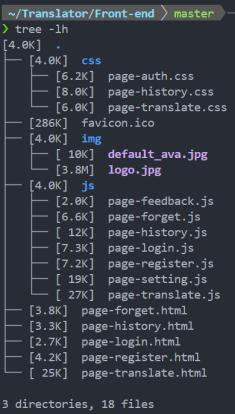 ~/Translator/Front-end master
❯ tree -lh
[4.0K] .
├── [4.0K] css
│   ├── [6.2K] page-auth.css
│   ├── [8.0K] page-history.css
│   └── [6.0K] page-translate.css
├── [286K] favicon.ico
├── [4.0K] img
│   ├── [ 10K] default_ava.jpg
│   └── [3.8M] logo.jpg
├── [4.0K] js
│   ├── [2.0K] page-feedback.js
│   ├── [6.6K] page-forget.js
│   ├── [ 12K] page-history.js
│   ├── [7.3K] page-login.js
│   ├── [7.2K] page-register.js
│   ├── [ 19K] page-setting.js
│   └── [ 27K] page-translate.js
├── [3.8K] page-forget.html
├── [3.3K] page-history.html
├── [2.7K] page-login.html
├── [4.2K] page-register.html
└── [ 25K] page-translate.html
3 directories, 18 files